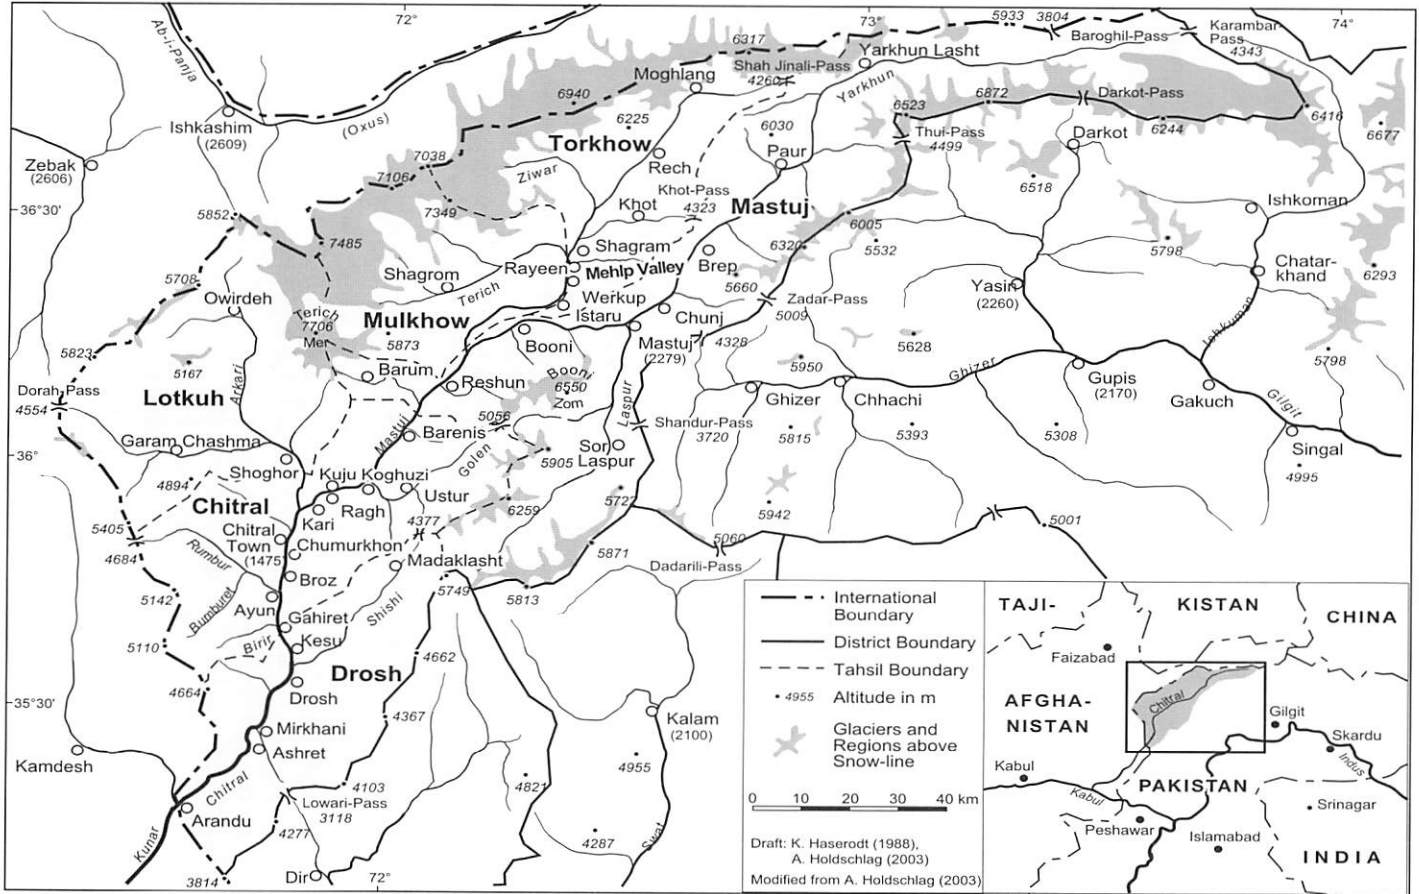 72°
73°
74°
Ab-i-Panja
(Oxus)
5933
3804
Baroghil-Pass
Karambar-
Pass
4343
6317
Shah Jinali-Pass
4260
Yarkhun Lasht
Moghlang
Yarkhun
6940
6225
6030
Paur
6523
6872
Darkot-Pass
6244
6416
6677
Ishkashim
(2609)
Zebak
(2606)
Torkhow
Rech
Thui-Pass
4499
Darkot
7038
7106
7349
Ziwar
Khot-Pass
4323
Khot
Mastuj
6518
Ishkoman
36°30'
5852
7485
6005
6320
5532
5798
Shagram
Rayeen
Mehlp Valley
Brep
5660
Chatar-
khand
6293
5708
Owirdeh
Shagrom
Terich
Werkup
Istaru
Zadar-Pass
5009
Yasin
(2260)
Terich
7706
Mer
Mulkhow
5873
Chunj
Mastuj
(2279)
4328
Booni
5628
5950
Ishkuman
5798
5823
5167
Arkari
Lotkuh
Barum
Reshun
Booni
6550
Zom
Laspur
Ghizer
Gupis
(2170)
Gakuch
Gilgit
Dorah-Pass
4554
Ghizer
Chhachi
5056
Shandur-Pass
3720
5815
5393
5308
Singal
4995
Garam Chashma
Mastuj
Barenis
Golen
Sor
Laspur
5905
36°
Shoghor
4894
Kuju
Koghuzi
Ustur
Ragh
Kari
Chitral
Chitral
Town
(1475)
4377
6259
5722
5942
5001
5405
4684
Rumbur
Chumurkhon
Madaklasht
5871
5060
Dadarili-Pass
Broz
5749
5813
5142
Bumburet
Ayun
Shishi
Gahiret
Birir
Kesu
5110
4662
Drosh
4664
Drosh
4367
35°30'
Mirkhani
Ashret
Kalam
(2100)
Kamdesh
Chitral
4103
4955
4821
Lowari-Pass
3118
Arandu
4277
4287
Kunar
Swat
3814
Dir
72°
International
Boundary
District Boundary
Tahsil Boundary
4955 Altitude in m
Glaciers and
Regions above
Snow-line
0 10 20 30 40 km
Draft: K. Haserodt (1988),
A. Holdschlag (2003)
Modified from A. Holdschlag (2003)
TAJI-
KISTAN
CHINA
Faizabad
AFGHA-
NISTAN
Chitral
Gilgit
Skardu
Indus
Kabul
Kabul
PAKISTAN
Srinagar
Peshawar
Islamabad
INDIA